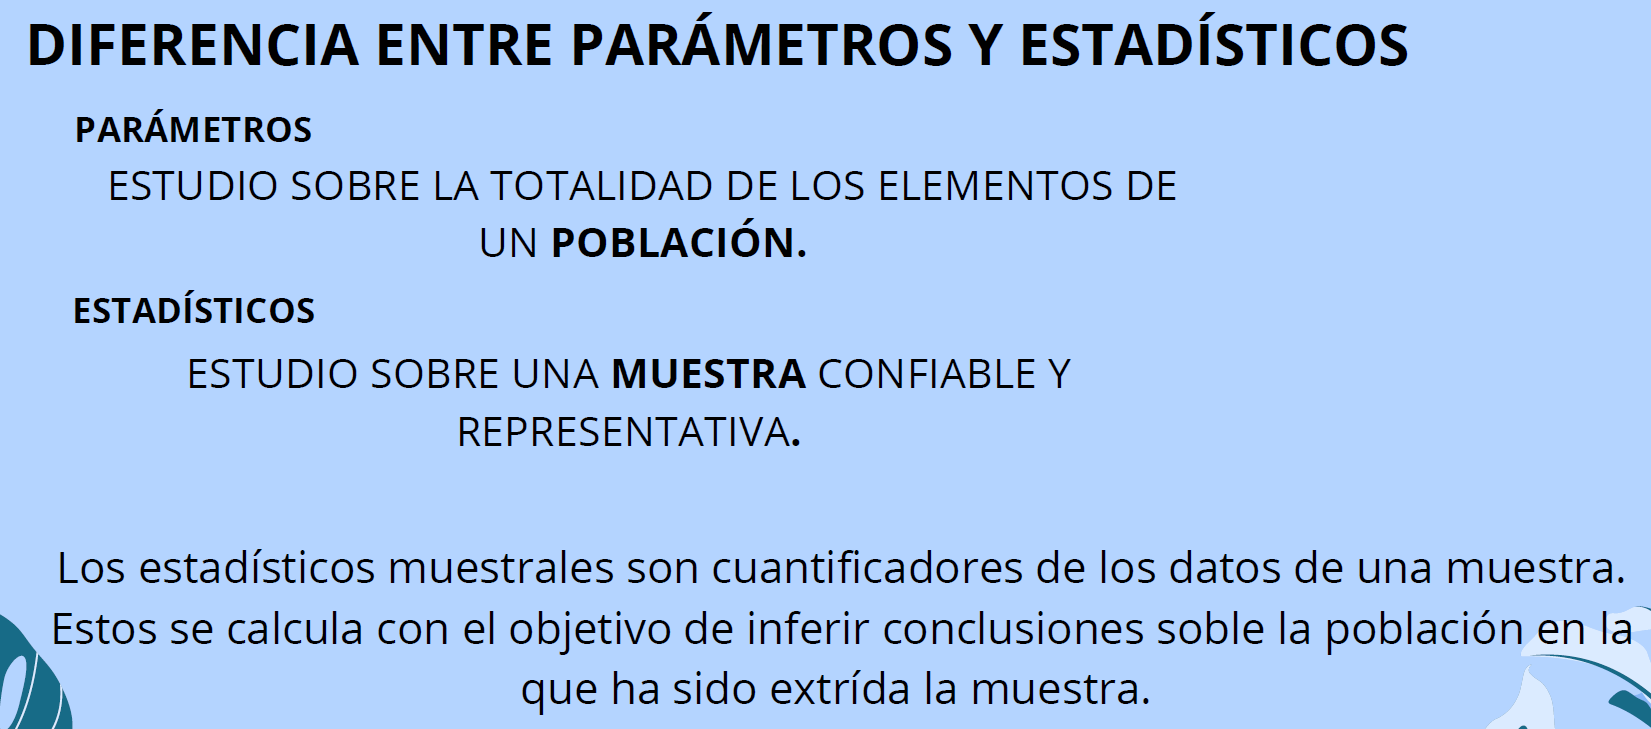 DIFERENCIA ENTRE PARÁMETROS Y ESTADÍSTICOS
PARÁMETROS
ESTUDIO SOBRE LA TOTALIDAD DE LOS ELEMENTOS DE
UN POBLACIÓN.
ESTADÍSTICOS
ESTUDIO SOBRE UNA MUESTRA CONFIABLE Y
REPRESENTATIVA.
Los estadísticos muestrales son cuantificadores de los datos de una muestra.
Estos se calcula con el objetivo de inferir conclusiones soble la población en la
que ha sido extrída la muestra.